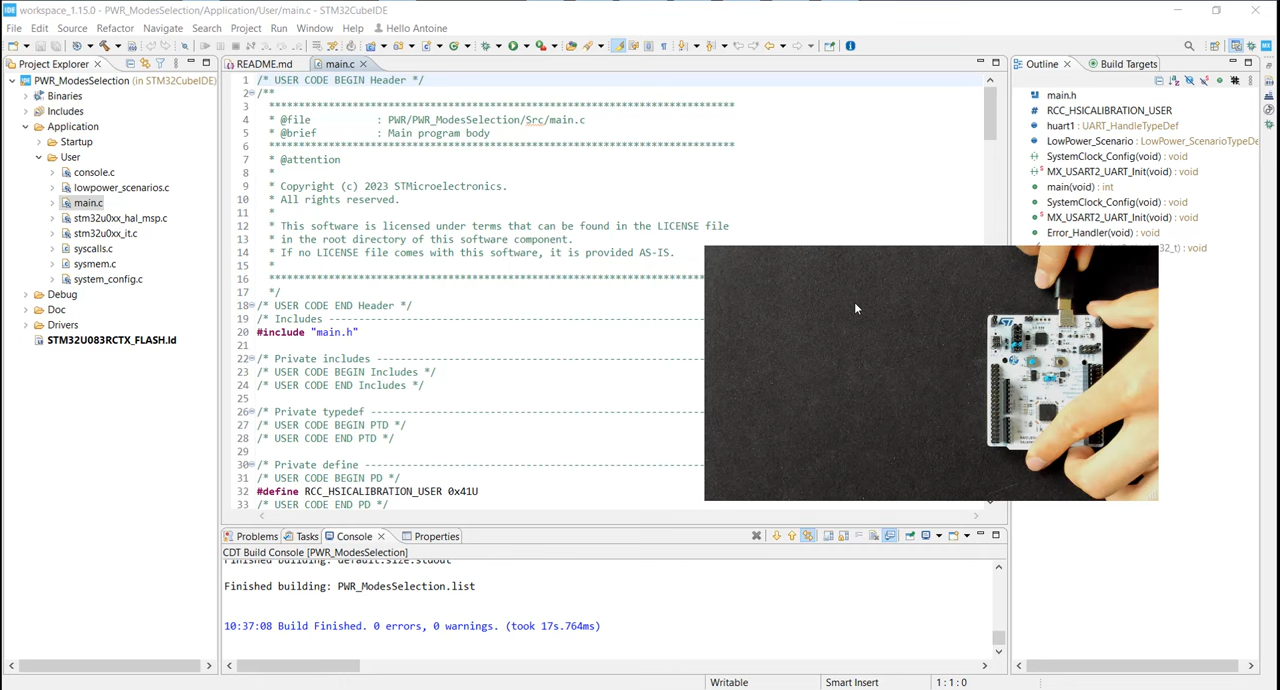 IDE workspace_1.15.0 - PWR_ModesSelection/Application/User/main.c - STM32CubeIDE
File Edit Source Refactor Navigate Search Project Run Window Help Hello Antoine
Project Explorer
PWR_ModesSelection (in STM32CubeIDE)
Binaries
Includes
Application
Startup
User
console.c
lowpower_scenarios.c
main.c
stm32u0xx_hal_msp.c
stm32u0xx_it.c
syscalls.c
sysmem.c
system_config.c
Debug
Doc
Drivers
STM32U083RCTX_FLASH.ld
README.md main.c
1 /* USER CODE BEGIN Header */
2 /**
3 ******************************************************************************
4 * @file : PWR/PWR_ModesSelection/Src/main.c
5 * @brief : Main program body
6 ******************************************************************************
7 * @attention
8 *
9 * Copyright (c) 2023 STMicroelectronics.
10 * All rights reserved.
11 *
12 * This software is licensed under terms that can be found in the LICENSE file
13 * in the root directory of this software component.
14 * If no LICENSE file comes with this software, it is provided AS-IS.
15 *
16 ***************************************************************************
17 */
18 /* USER CODE END Header */
19 /* Includes ---------------------------------------------------------------
20 #include "main.h"
21
22 /* Private includes --------------------------------------------------------
23 /* USER CODE BEGIN Includes */
24 /* USER CODE END Includes */
25
26 /* Private typedef --------------------------------------------------------
27 /* USER CODE BEGIN PTD */
28 /* USER CODE END PTD */
29
30 /* Private define ---------------------------------------------------------
31 /* USER CODE BEGIN PD */
32 #define RCC_HSICALIBRATION_USER 0x41U
33 /* USER CODE END PD */
Outline Build Targets
main.h
RCC_HSICALIBRATION_USER
huart1 : UART_HandleTypeDef
LowPower_Scenario : LowPower_ScenarioTypeDe
SystemClock_Config(void) : void
MX_USART2_UART_Init(void) : void
main(void) : int
SystemClock_Config(void) : void
MX_USART2_UART_Init(void) : void
Error_Handler(void) : void
32_t) : void
ST
Problems Tasks Console Properties
CDT Build Console [PWR_ModesSelection]
Finished building: default.size.stdout
Finished building: PWR_ModesSelection.list
10:37:08 Build Finished. 0 errors, 0 warnings. (took 17s.764ms)
Writable Smart Insert 1 : 1 : 0